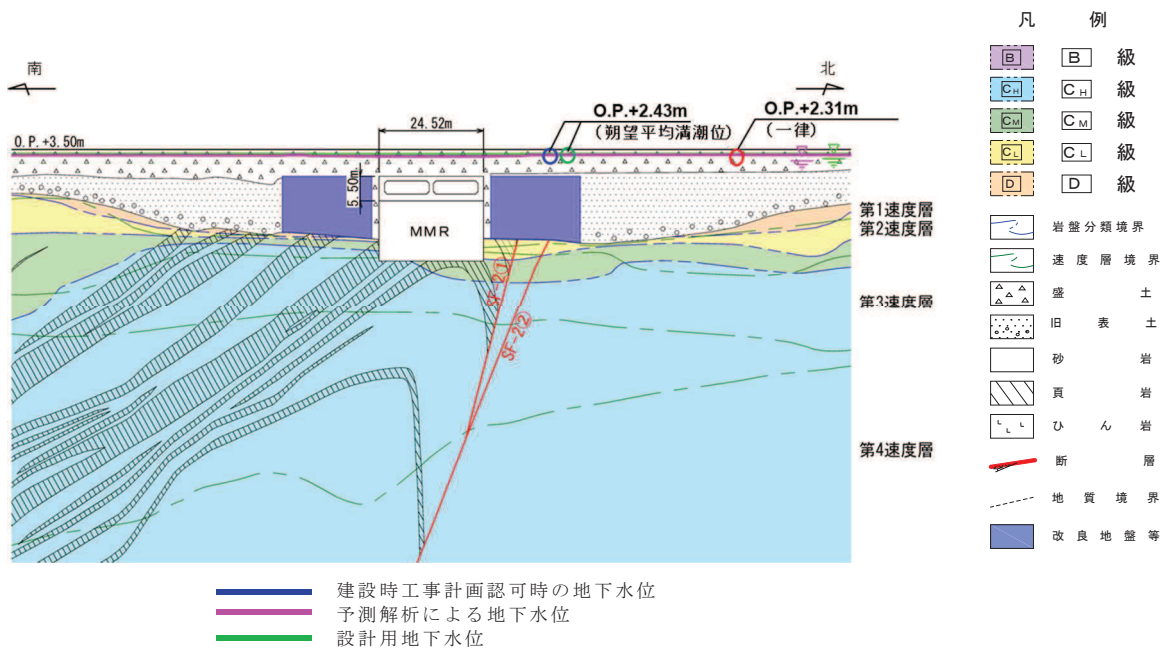 南
北
O.P.+3.50m
24.52m
O.P.+2.43m
（朔望平均満潮位）
O.P.+2.31m
（一律）
5.50m
MMR
SF-2①
SF-2②
第1速度層
第2速度層
第3速度層
第4速度層
凡 例
B B 級
CH CH 級
CM CM 級
CL CL 級
D D 級
岩盤分類境界
速度層境界
盛土
旧表土
砂岩
頁岩
ひん岩
断層
地質境界
改良地盤等
建設時工事計画認可時の地下水位
予測解析による地下水位
設計用地下水位